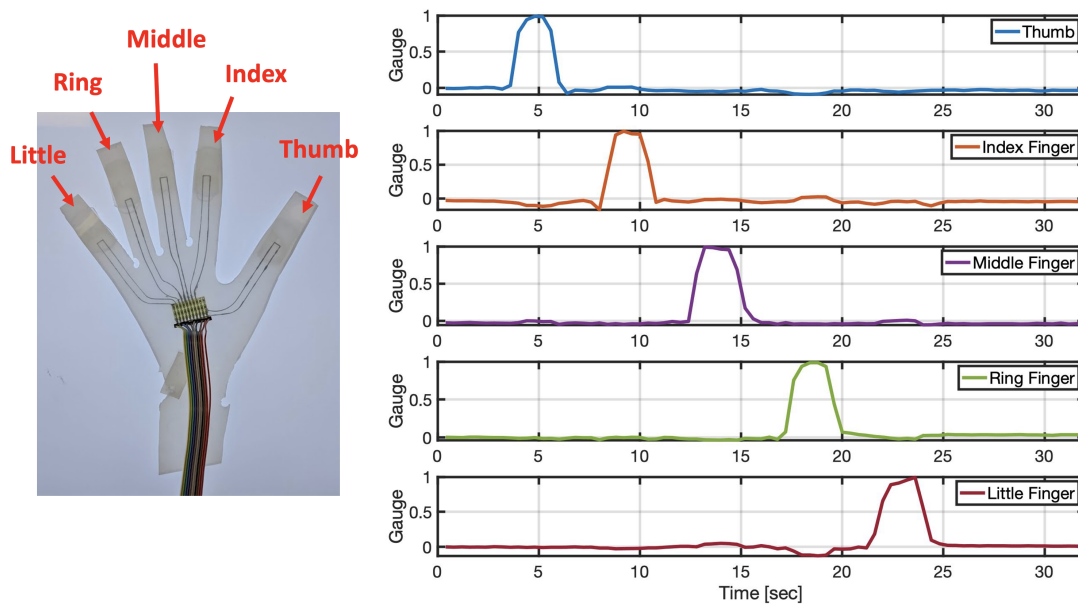 Middle
Ring
Index
Little
Thumb
1
0.5
0
Gauge
Thumb
0 5 10 15 20 25 30
1
0.5
0
Gauge
Index Finger
0 5 10 15 20 25 30
1
0.5
0
Gauge
Middle Finger
0 5 10 15 20 25 30
1
0.5
0
Gauge
Ring Finger
0 5 10 15 20 25 30
1
0.5
0
Gauge
Little Finger
0 5 10 15 20 25 30
Time [sec]